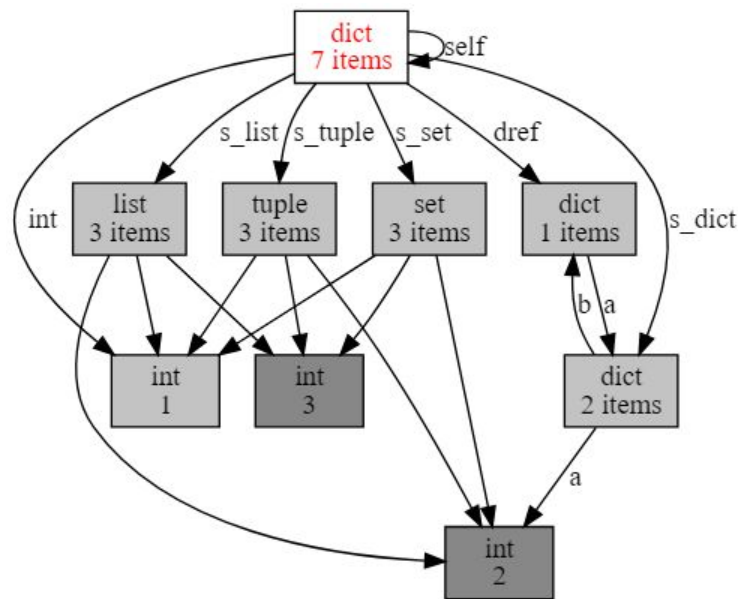 dict
7 items
self
s_list
s_tuple
s_set
dref
int
list
3 items
tuple
3 items
set
3 items
dict
1 items
s_dict
b
a
int
1
int
3
dict
2 items
a
int
2